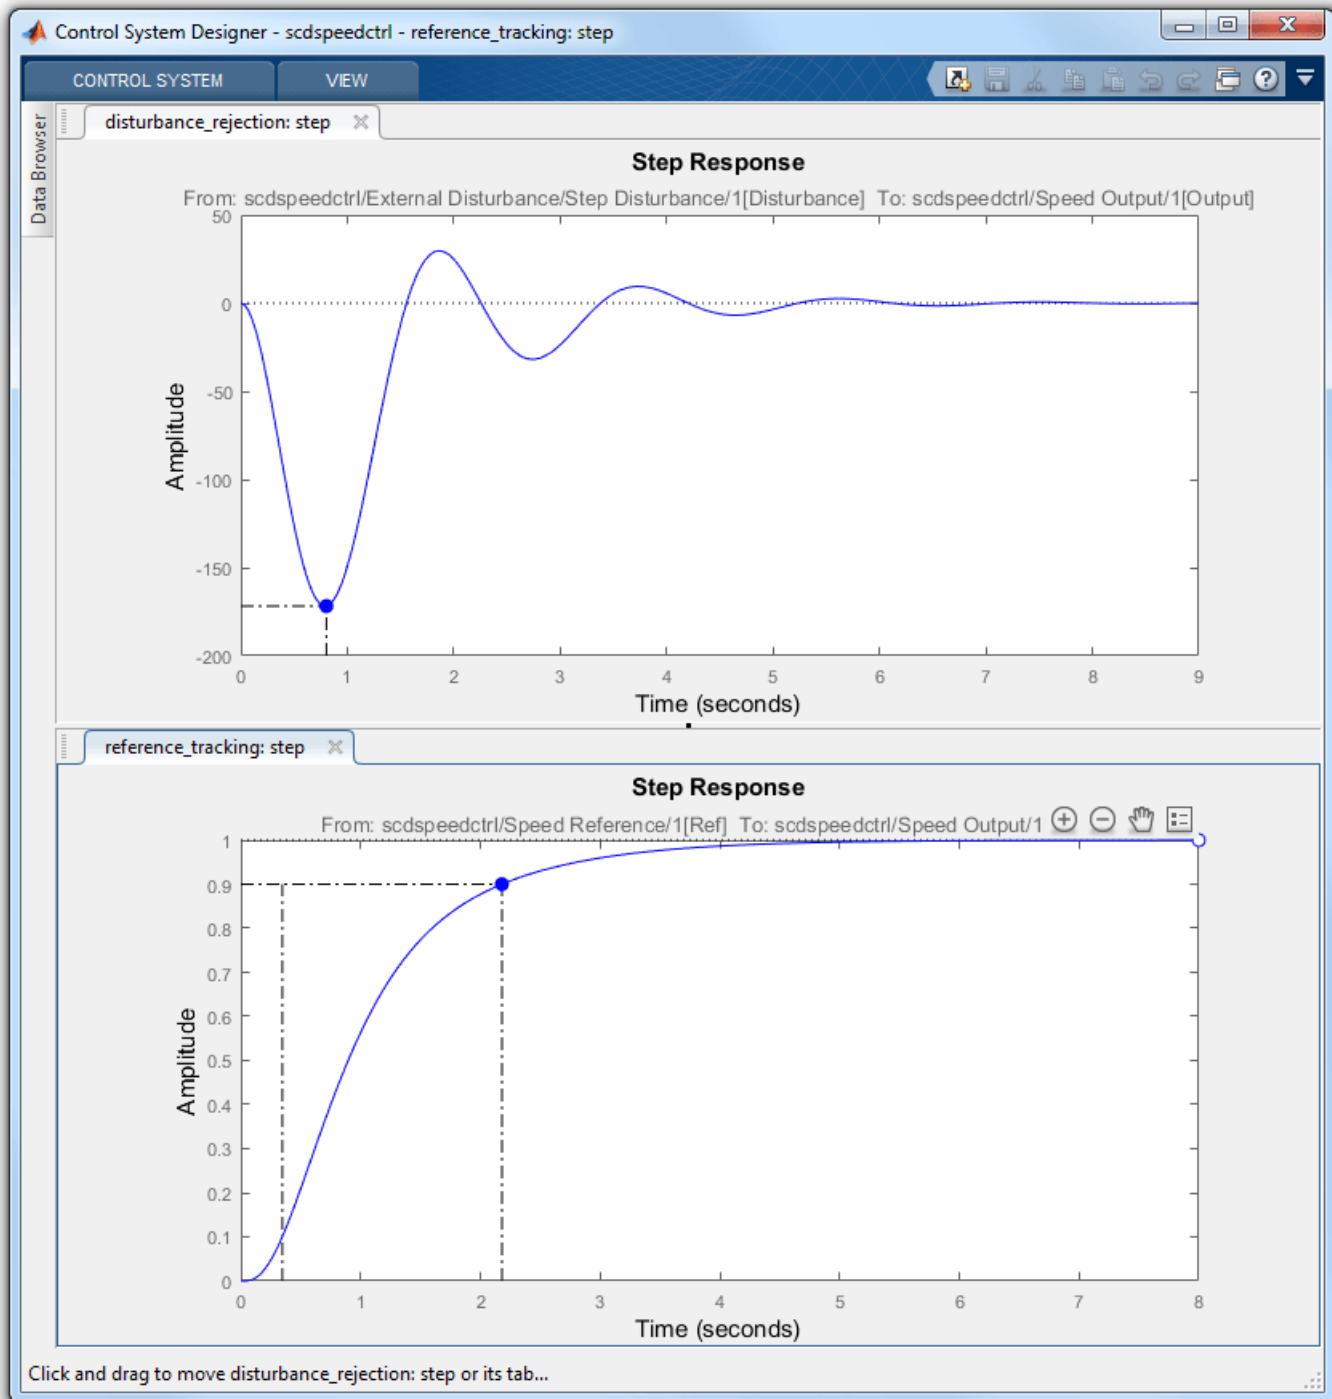 Control System Designer - scdspeedctrl - reference_tracking: step
CONTROL SYSTEM VIEW
Data Browser
disturbance_rejection: step
Step Response
From: scdspeedctrl/External Disturbance/Step Disturbance/1[Disturbance] To: scdspeedctrl/Speed Output/1[Output]
50
0
-50
-100
-150
-200
Amplitude
0 1 2 3 4 5 6 7 8 9
Time (seconds)
reference_tracking: step
Step Response
From: scdspeedctrl/Speed Reference/1[Ref] To: scdspeedctrl/Speed Output/1
1
0.9
0.8
0.7
0.6
0.5
0.4
0.3
0.2
0.1
0
Amplitude
0 1 2 3 4 5 6 7 8
Time (seconds)
Click and drag to move disturbance_rejection: step or its tab...